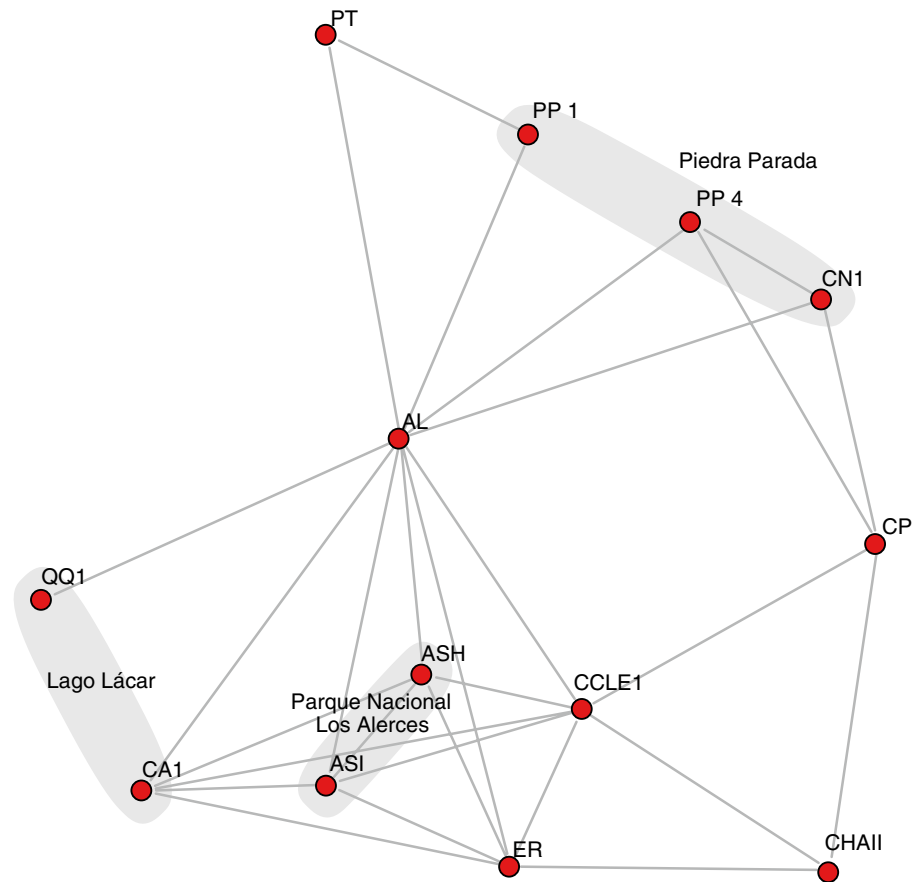 PT
PP 1
Piedra Parada
PP 4
CN1
AL
CP
QQ1
ASH
Lago Lácar
CCLE1
Parque Nacional
Los Alerces
CA1
ASI
ER
CHAII